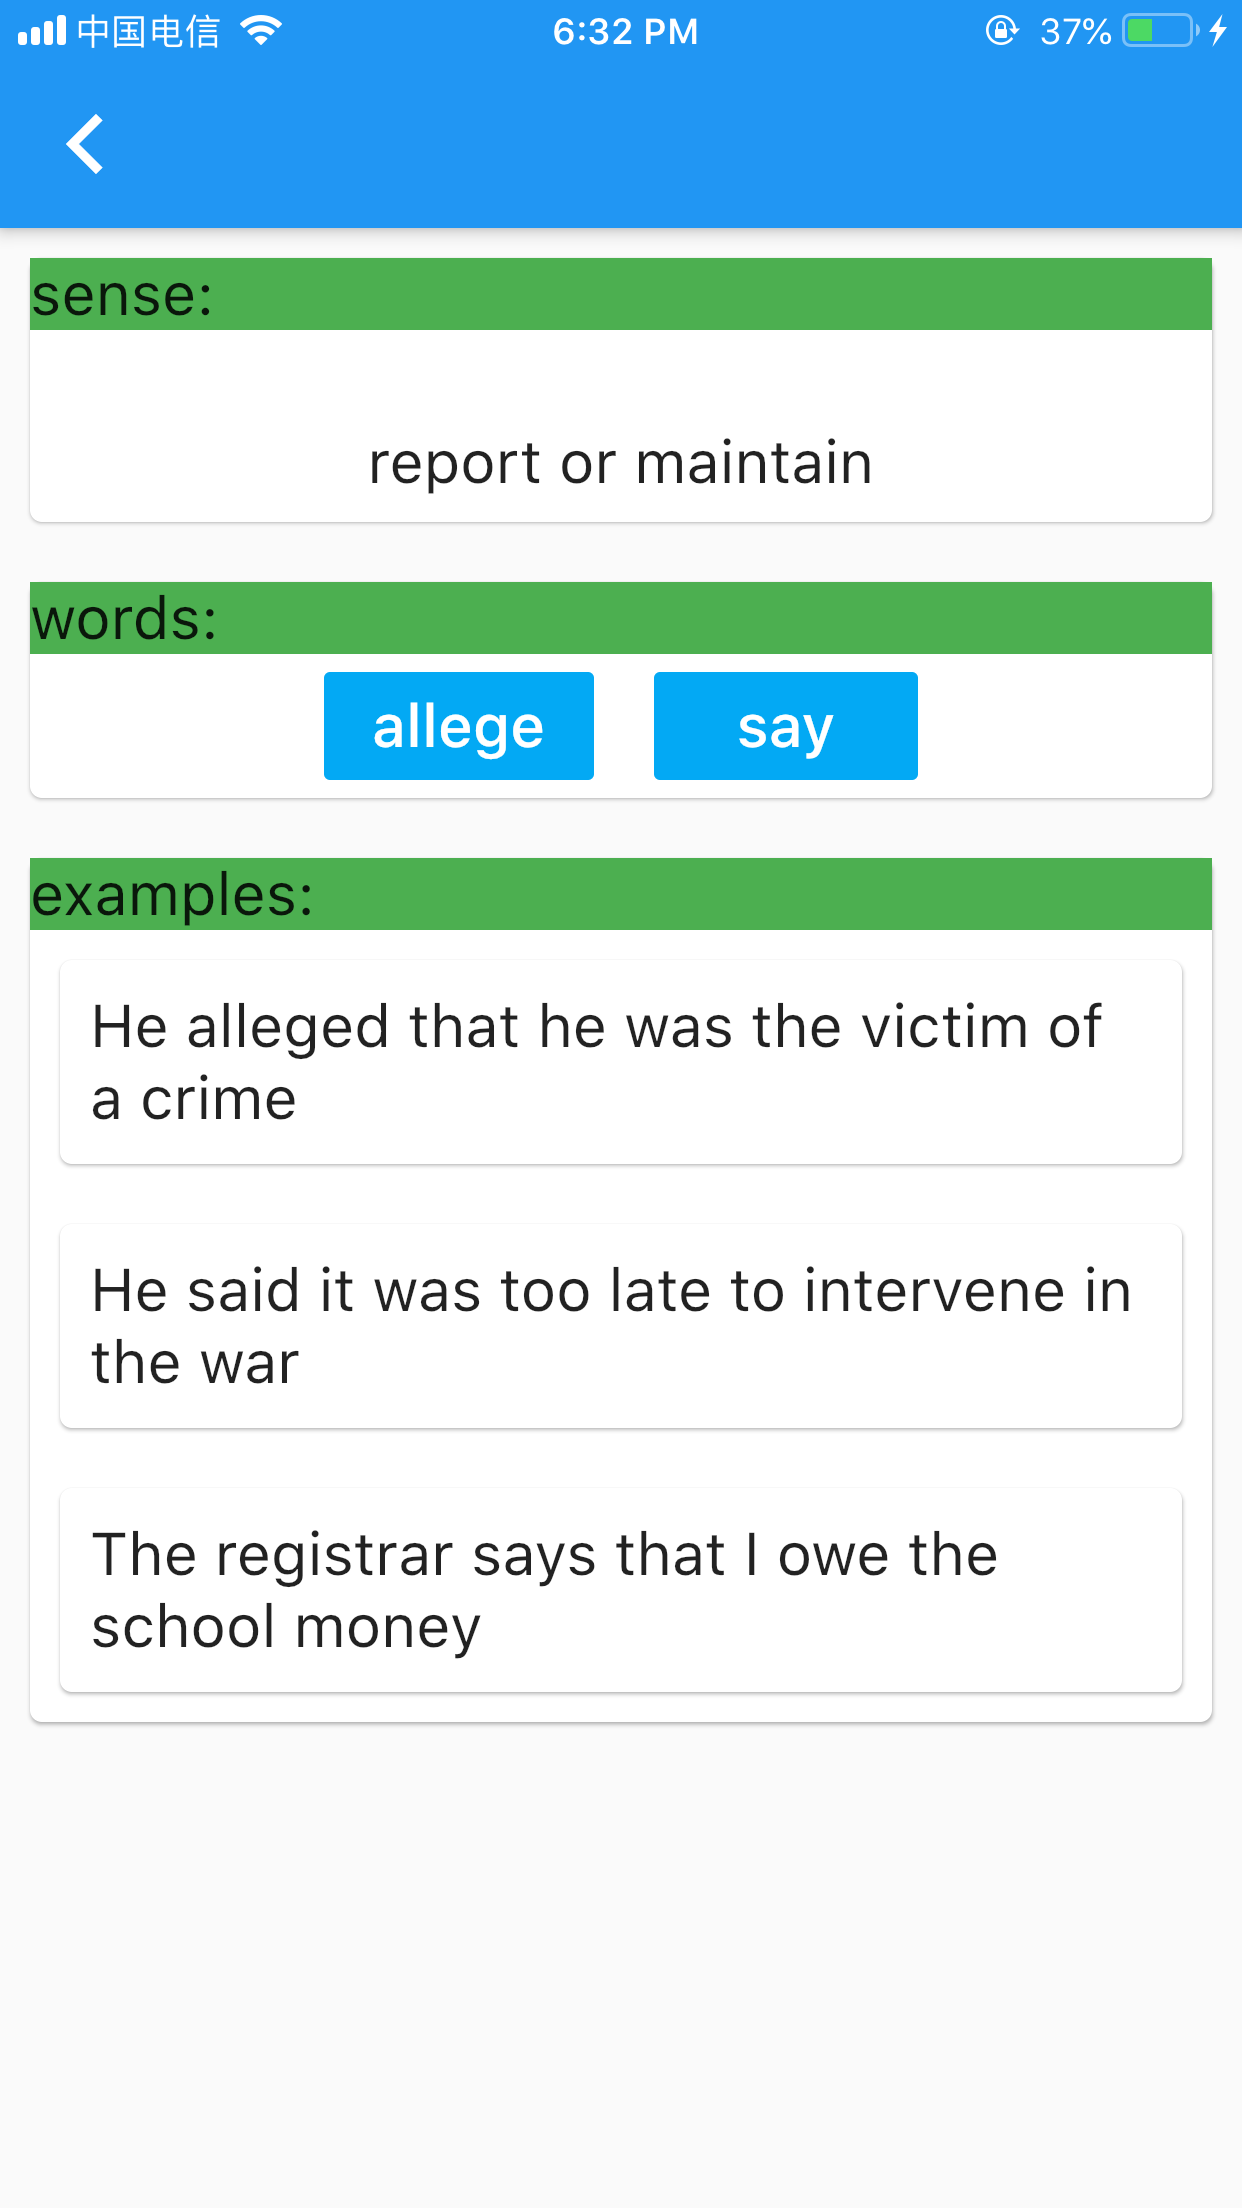 中国电信 6:32 PM 37%
sense:
report or maintain
words:
allege say
examples:
He alleged that he was the victim of
a crime
He said it was too late to intervene in
the war
The registrar says that I owe the
school money